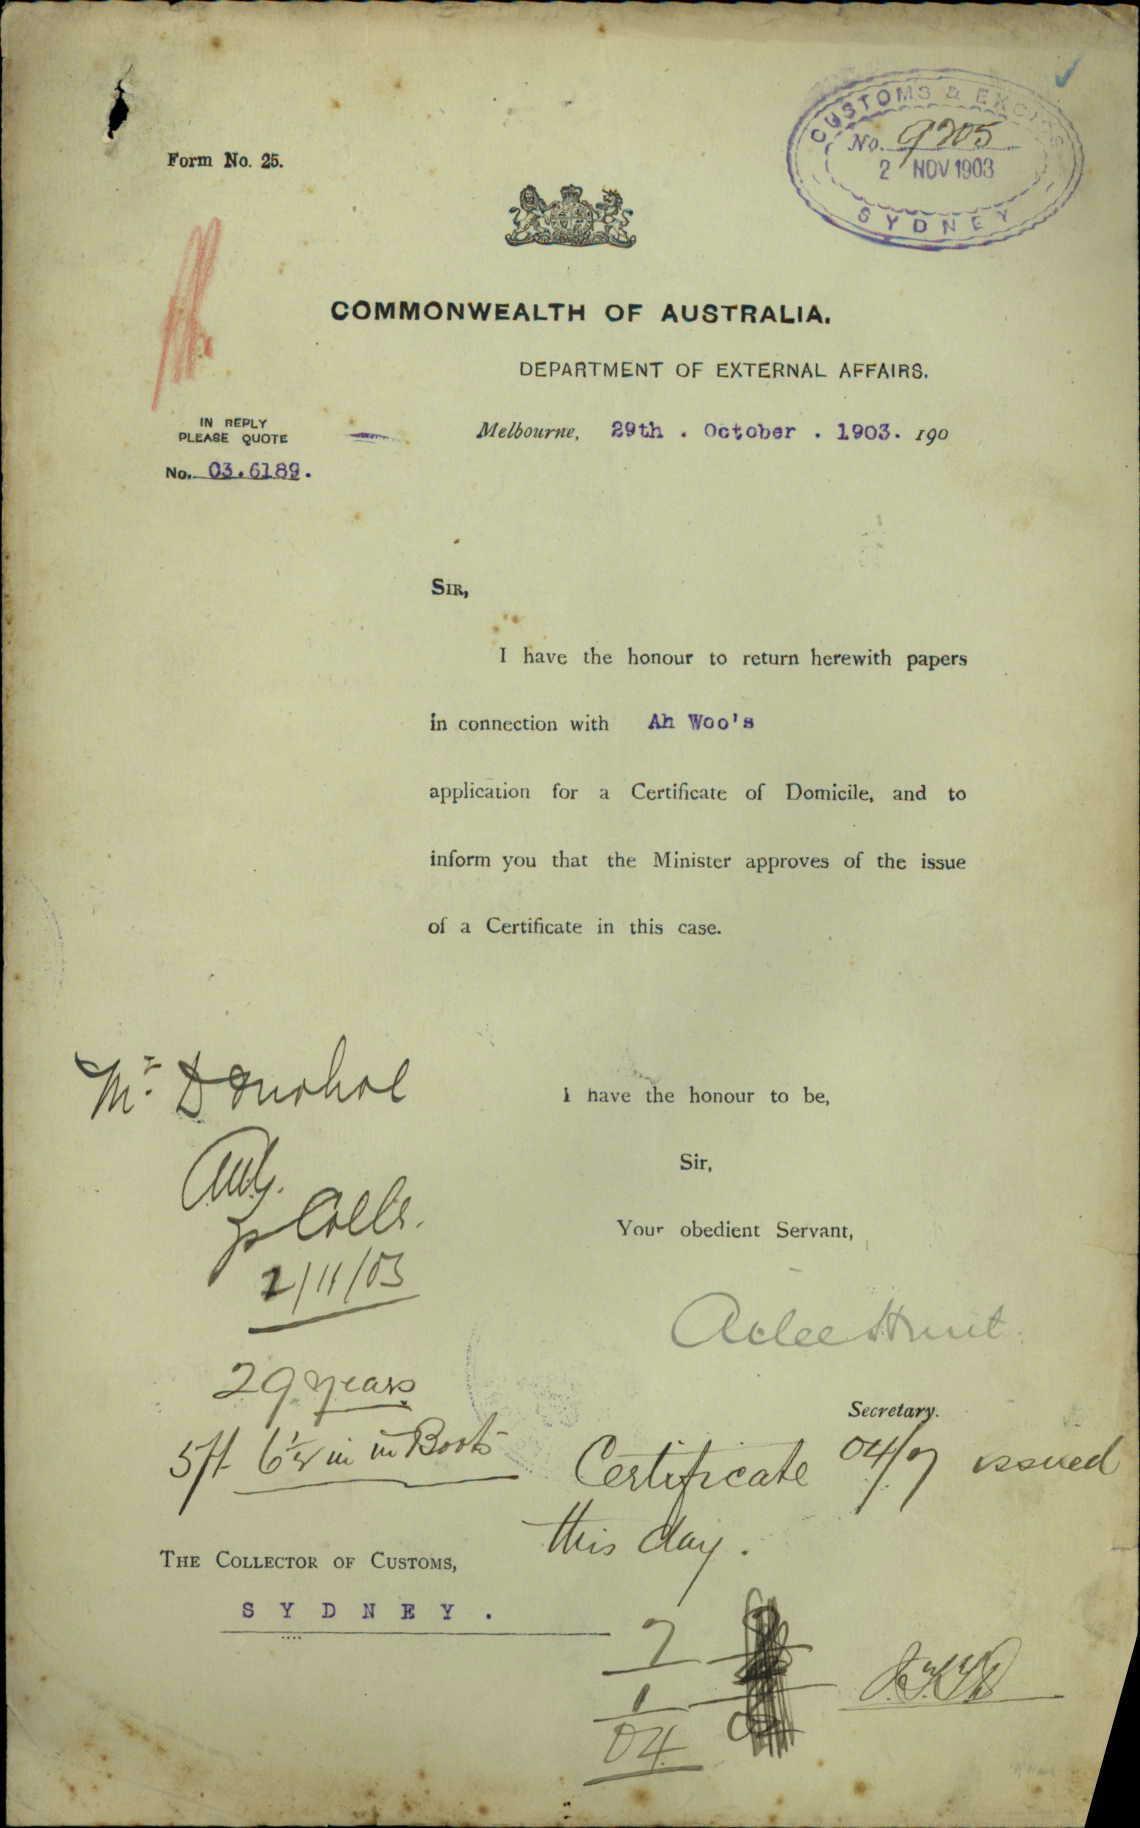 CUSTOMS & EXCISE
No. 9205
2 NOV 1903
SYDNEY
Form No. 25.
COMMONWEALTH OF AUSTRALIA.
DEPARTMENT OF EXTERNAL AFFAIRS.
IN REPLY
PLEASE QUOTE
No. 03.6189.
Melbourne, 29th . October . 1903. 190
SIR,
I have the honour to return herewith papers
in connection with Ah Woo's
application for a Certificate of Domicile, and to
inform you that the Minister approves of the issue
of a Certificate in this case.
I have the honour to be,
Sir,
Your obedient Servant,
Atlee Hunt.
Secretary.
Mr. Donohoe
2/11/03
29 years
5ft 6½ in in Boots
Certificate 04/7 issued
this day.
THE COLLECTOR OF CUSTOMS,
SYDNEY.
7
1
04